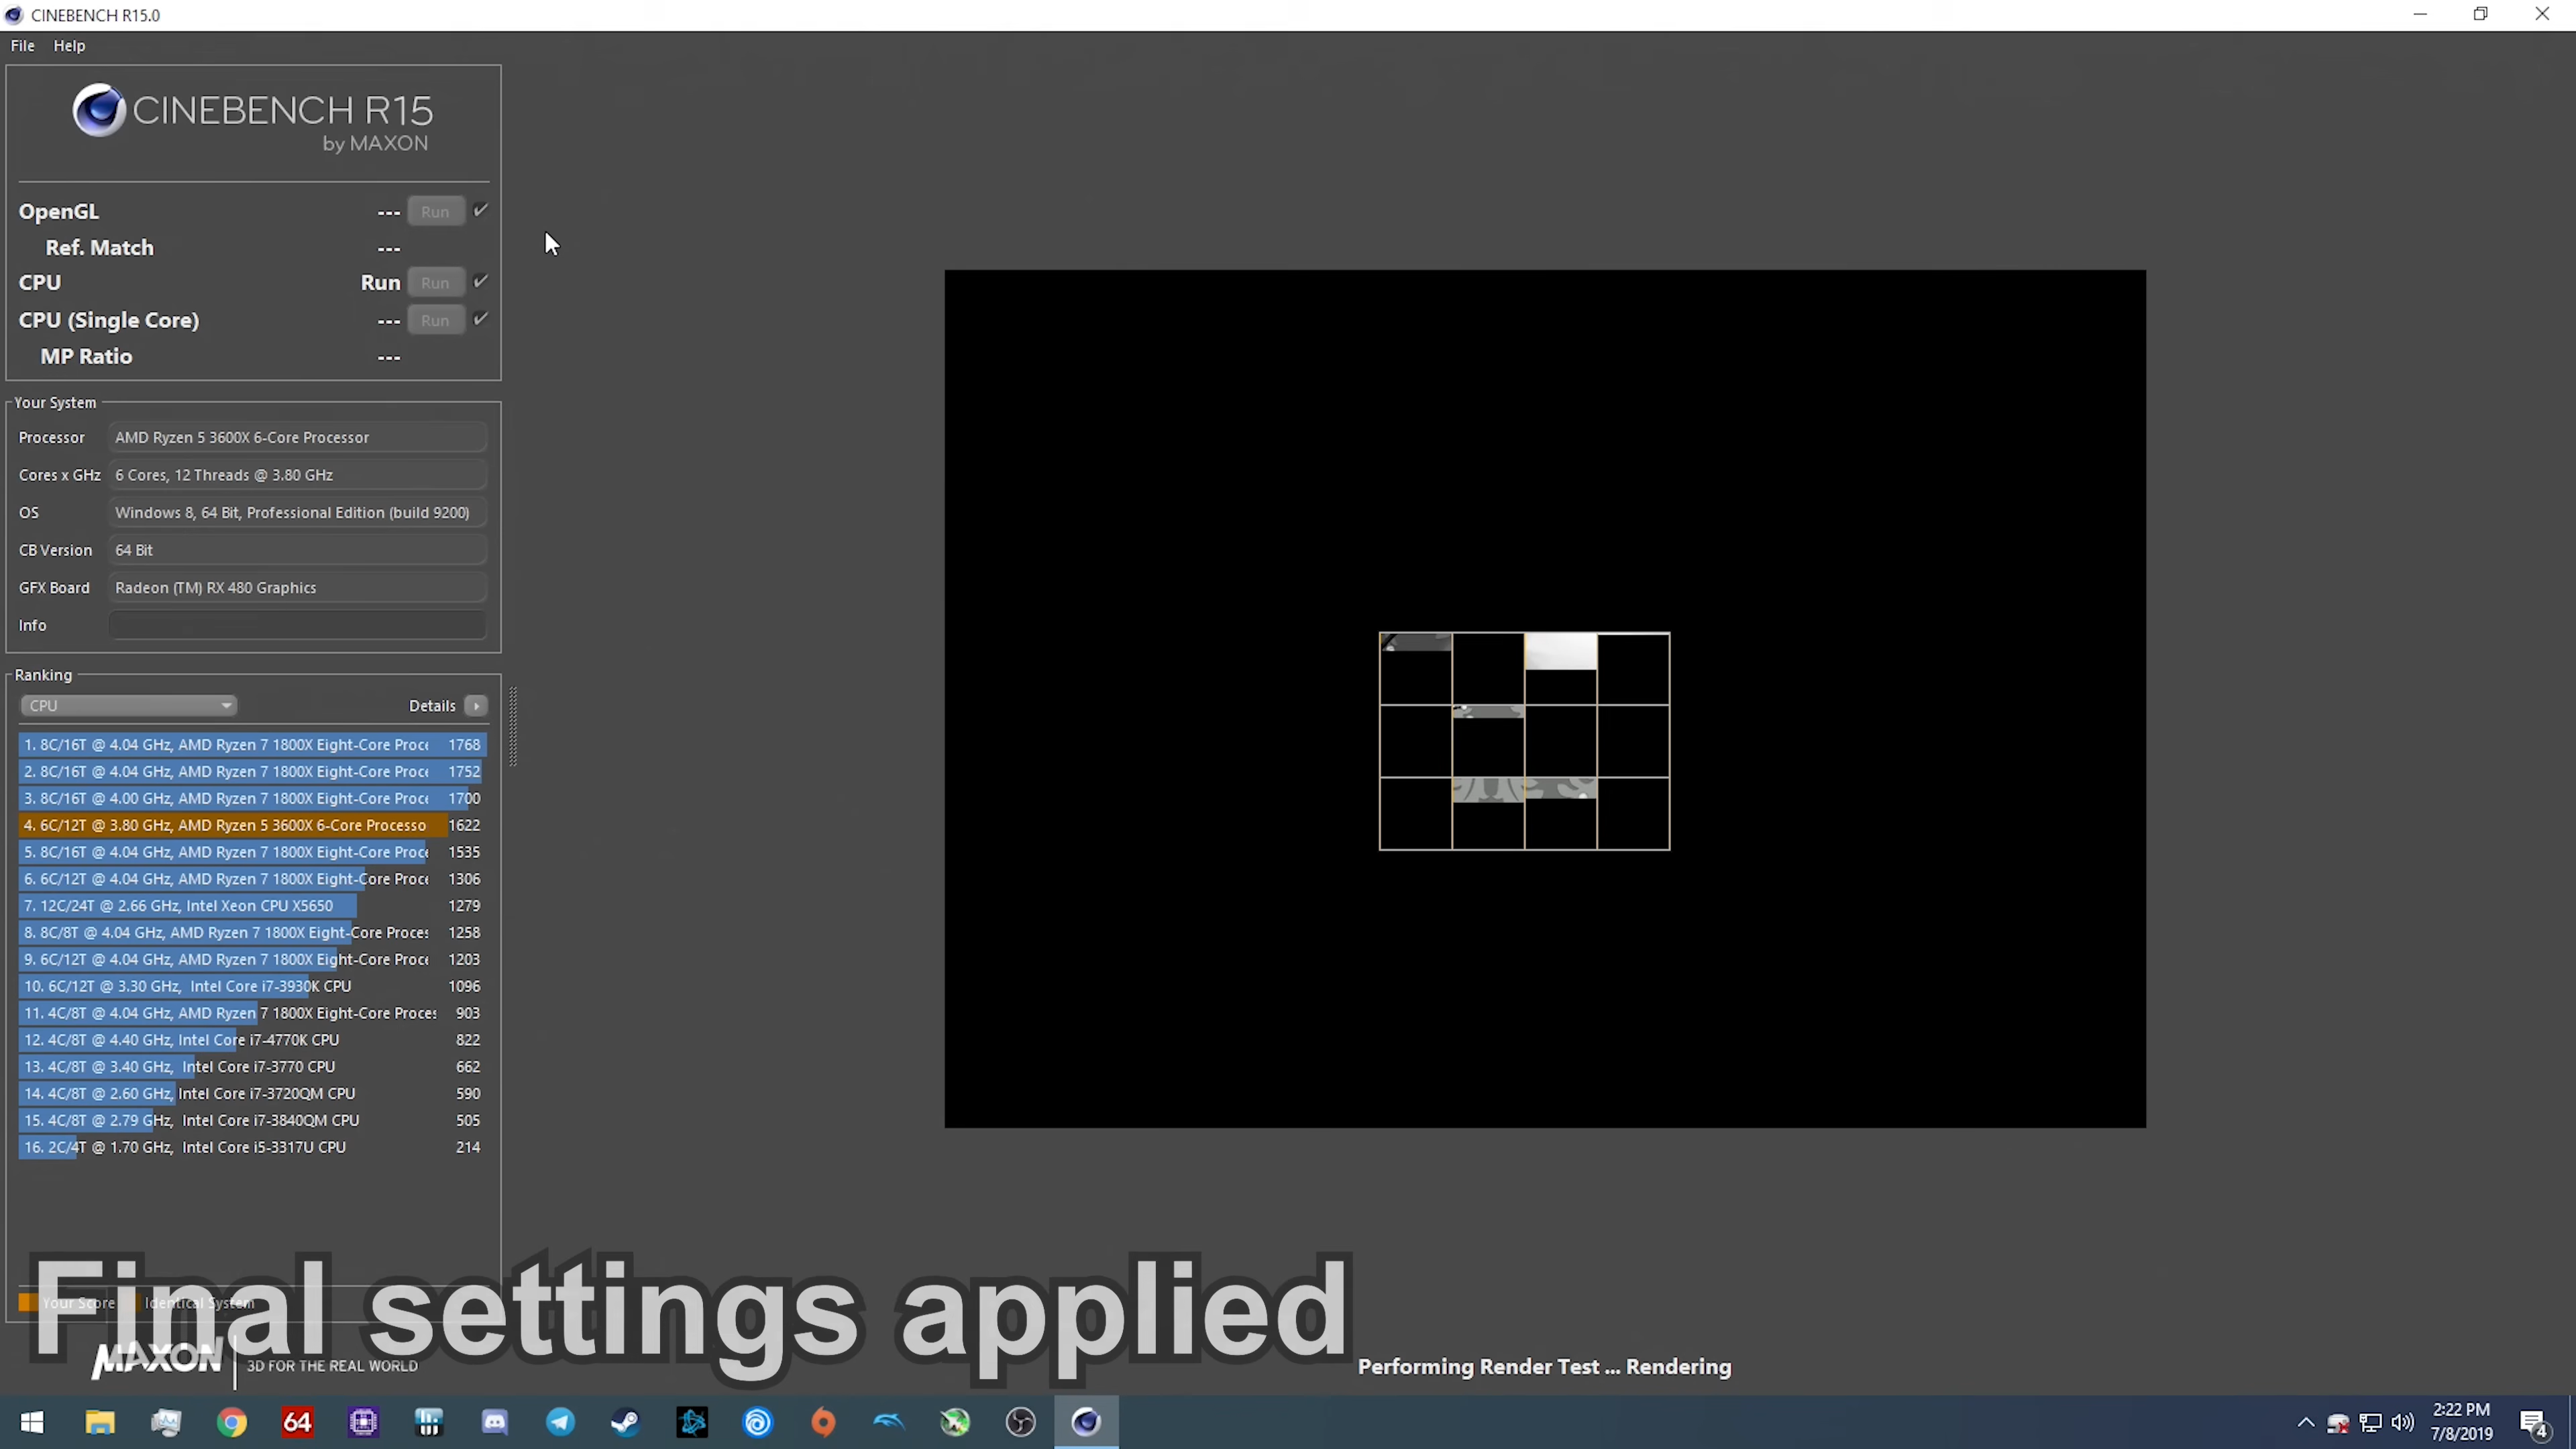 CINEBENCH R15.0
File Help
CINEBENCH R15
by MAXON
OpenGL --- Run
Ref. Match ---
CPU Run Run
CPU (Single Core) --- Run
MP Ratio ---
Your System
Processor AMD Ryzen 5 3600X 6-Core Processor
Cores x GHz 6 Cores, 12 Threads @ 3.80 GHz
OS Windows 8, 64 Bit, Professional Edition (build 9200)
CB Version 64 Bit
GFX Board Radeon (TM) RX 480 Graphics
Info
Ranking
CPU Details
1. 8C/16T @ 4.04 GHz, AMD Ryzen 7 1800X Eight-Core Proce 1768
2. 8C/16T @ 4.04 GHz, AMD Ryzen 7 1800X Eight-Core Proce 1752
3. 8C/16T @ 4.00 GHz, AMD Ryzen 7 1800X Eight-Core Proce 1700
4. 6C/12T @ 3.80 GHz, AMD Ryzen 5 3600X 6-Core Processo 1622
5. 8C/16T @ 4.04 GHz, AMD Ryzen 7 1800X Eight-Core Proce 1535
6. 6C/12T @ 4.04 GHz, AMD Ryzen 7 1800X Eight-Core Proce 1306
7. 12C/24T @ 2.66 GHz, Intel Xeon CPU X5650 1279
8. 8C/8T @ 4.04 GHz, AMD Ryzen 7 1800X Eight-Core Proces 1258
9. 6C/12T @ 4.04 GHz, AMD Ryzen 7 1800X Eight-Core Proce 1203
10. 6C/12T @ 3.30 GHz, Intel Core i7-3930K CPU 1096
11. 4C/8T @ 4.04 GHz, AMD Ryzen 7 1800X Eight-Core Proces 903
12. 4C/8T @ 4.40 GHz, Intel Core i7-4770K CPU 822
13. 4C/8T @ 3.40 GHz, Intel Core i7-3770 CPU 662
14. 4C/8T @ 2.60 GHz, Intel Core i7-3720QM CPU 590
15. 4C/8T @ 2.79 GHz, Intel Core i7-3840QM CPU 505
16. 2C/4T @ 1.70 GHz, Intel Core i5-3317U CPU 214
Your Score Identical System
Final settings applied
MAXON 3D FOR THE REAL WORLD
Performing Render Test ... Rendering
64
2:22 PM
7/8/2019
4